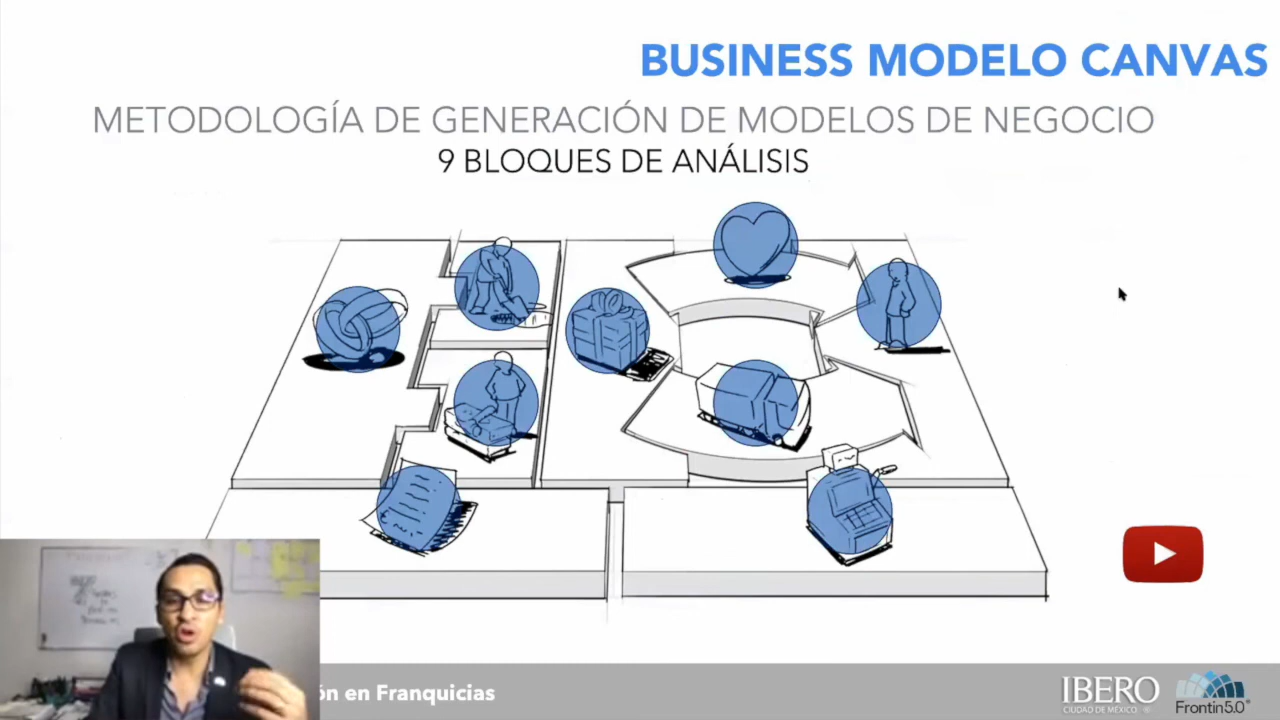 BUSINESS MODELO CANVAS
METODOLOGÍA DE GENERACIÓN DE MODELOS DE NEGOCIO
9 BLOQUES DE ANÁLISIS
ón en Franquicias
IBERO
CIUDAD DE MÉXICO ®
Frontin5.0